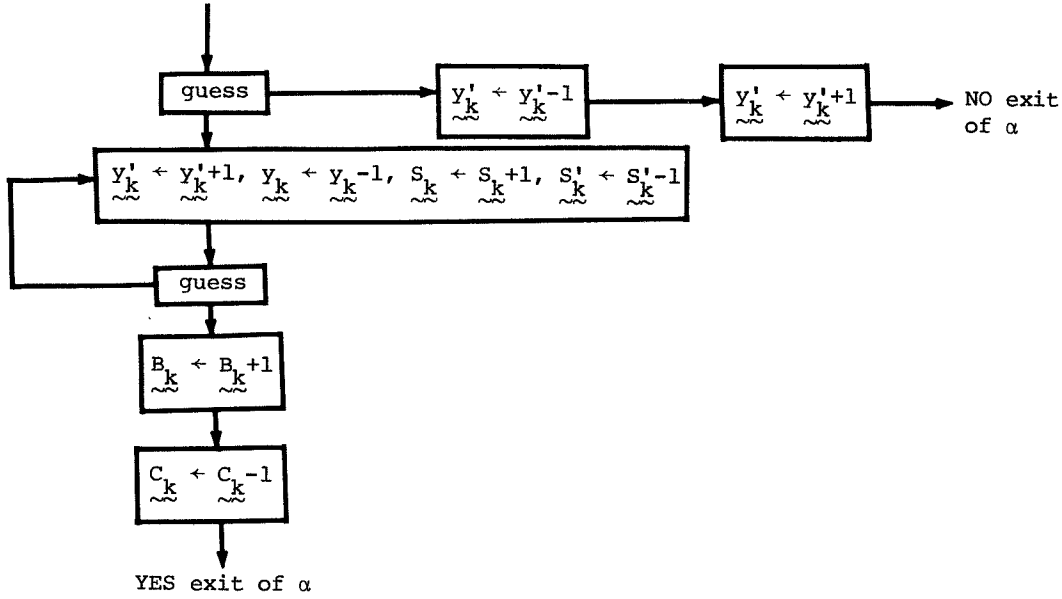 guess
y'k ← y'k-1
y'k ← y'k+1
NO exit
of α
y'k ← y'k+1, yk ← yk-1, Sk ← Sk+1, S'k ← S'k-1
guess
Bk ← Bk+1
Ck ← Ck-1
YES exit of α